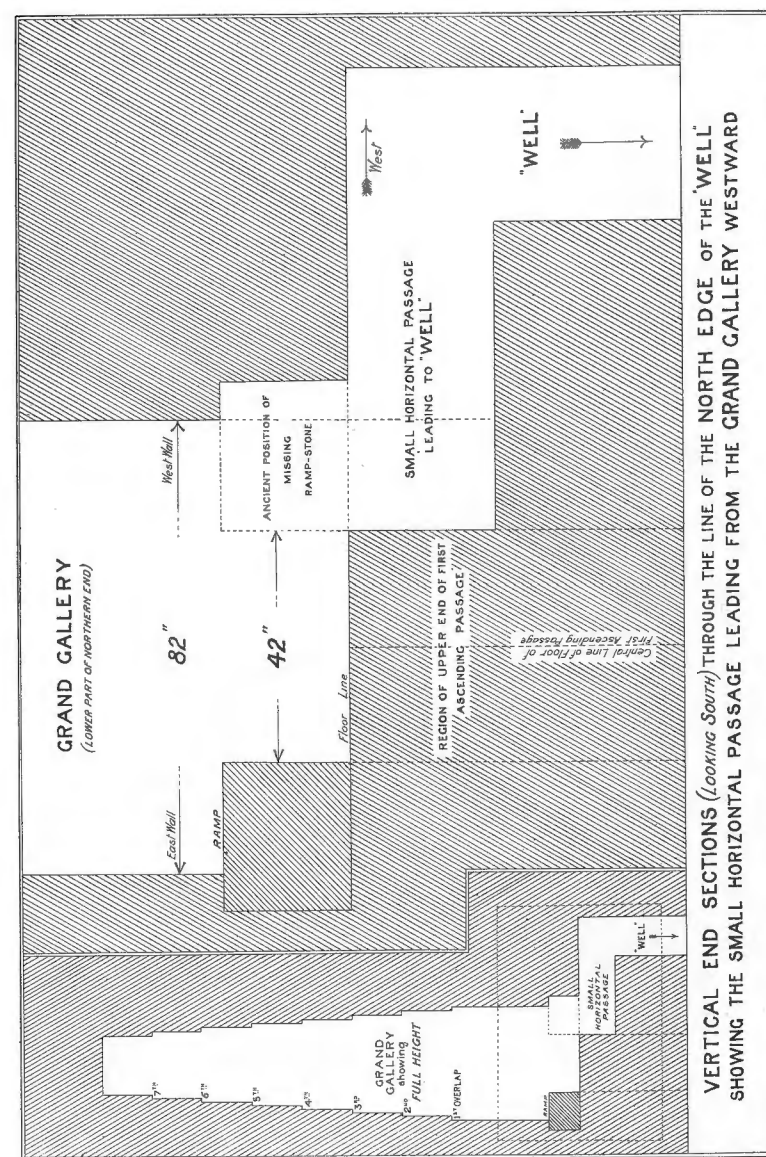 GRAND GALLERY
(LOWER PART OF NORTHERN END)
East Wall
82"
West Wall
RAMP
42"
ANCIENT POSITION OF
MISSING
RAMP-STONE
Floor Line
West
SMALL HORIZONTAL PASSAGE
LEADING TO "WELL"
"WELL"
REGION OF UPPER END OF FIRST
ASCENDING PASSAGE
Central Line of Floor of
First Ascending Passage
7TH
6TH
5TH
4TH
3RD
2ND
1ST OVERLAP
GRAND
GALLERY
showing
FULL HEIGHT
RAMP
SMALL
HORIZONTAL
PASSAGE
"WELL"
VERTICAL END SECTIONS (LOOKING SOUTH) THROUGH THE LINE OF THE NORTH EDGE OF THE "WELL"
SHOWING THE SMALL HORIZONTAL PASSAGE LEADING FROM THE GRAND GALLERY WESTWARD